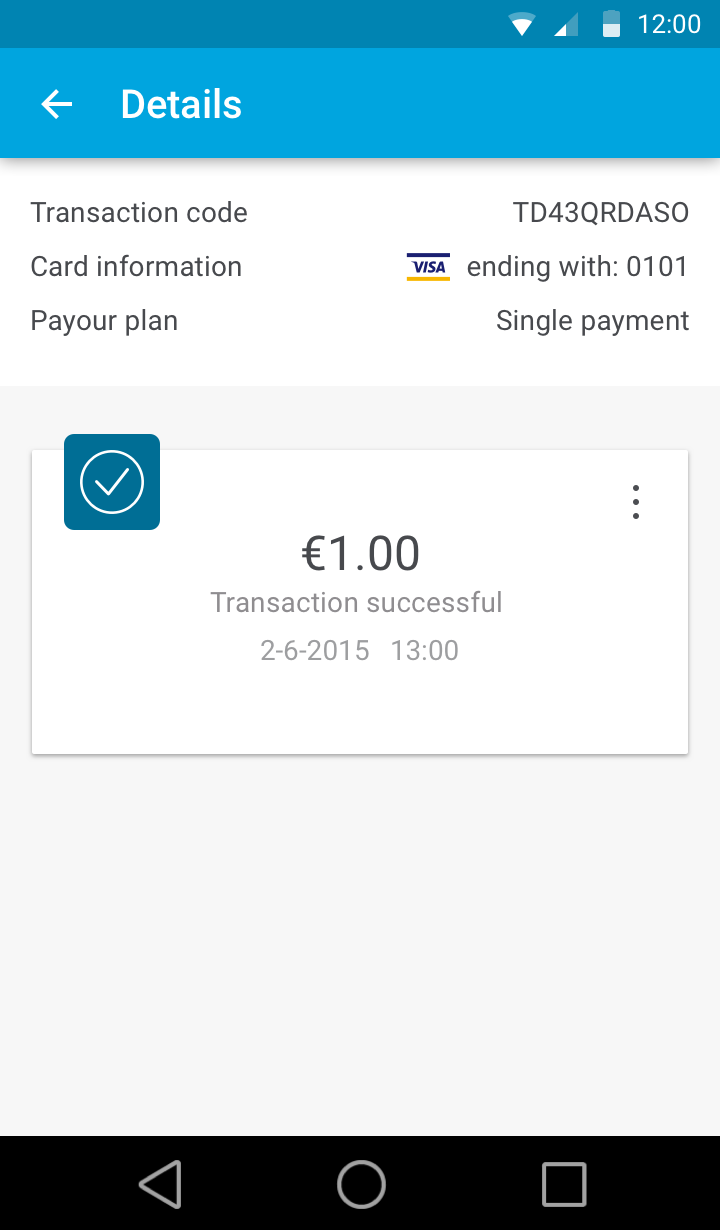 12:00
Details
Transaction code TD43QRDASO
Card information VISA ending with: 0101
Payour plan Single payment
€1.00
Transaction successful
2-6-2015 13:00